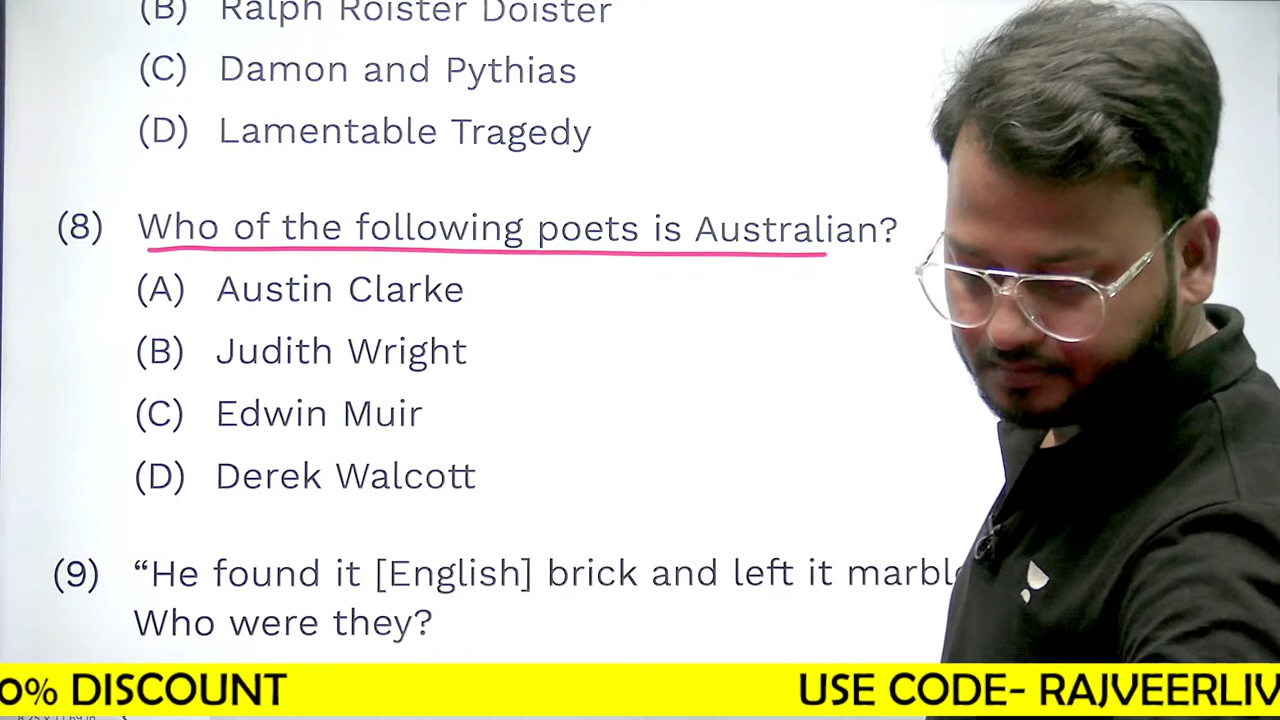 (B) Ralph Roister Doister
(C) Damon and Pythias
(D) Lamentable Tragedy
(8) Who of the following poets is Australian?
(A) Austin Clarke
(B) Judith Wright
(C) Edwin Muir
(D) Derek Walcott
(9) “He found it [English] brick and left it marbl
Who were they?
0% DISCOUNT USE CODE- RAJVEERLIV